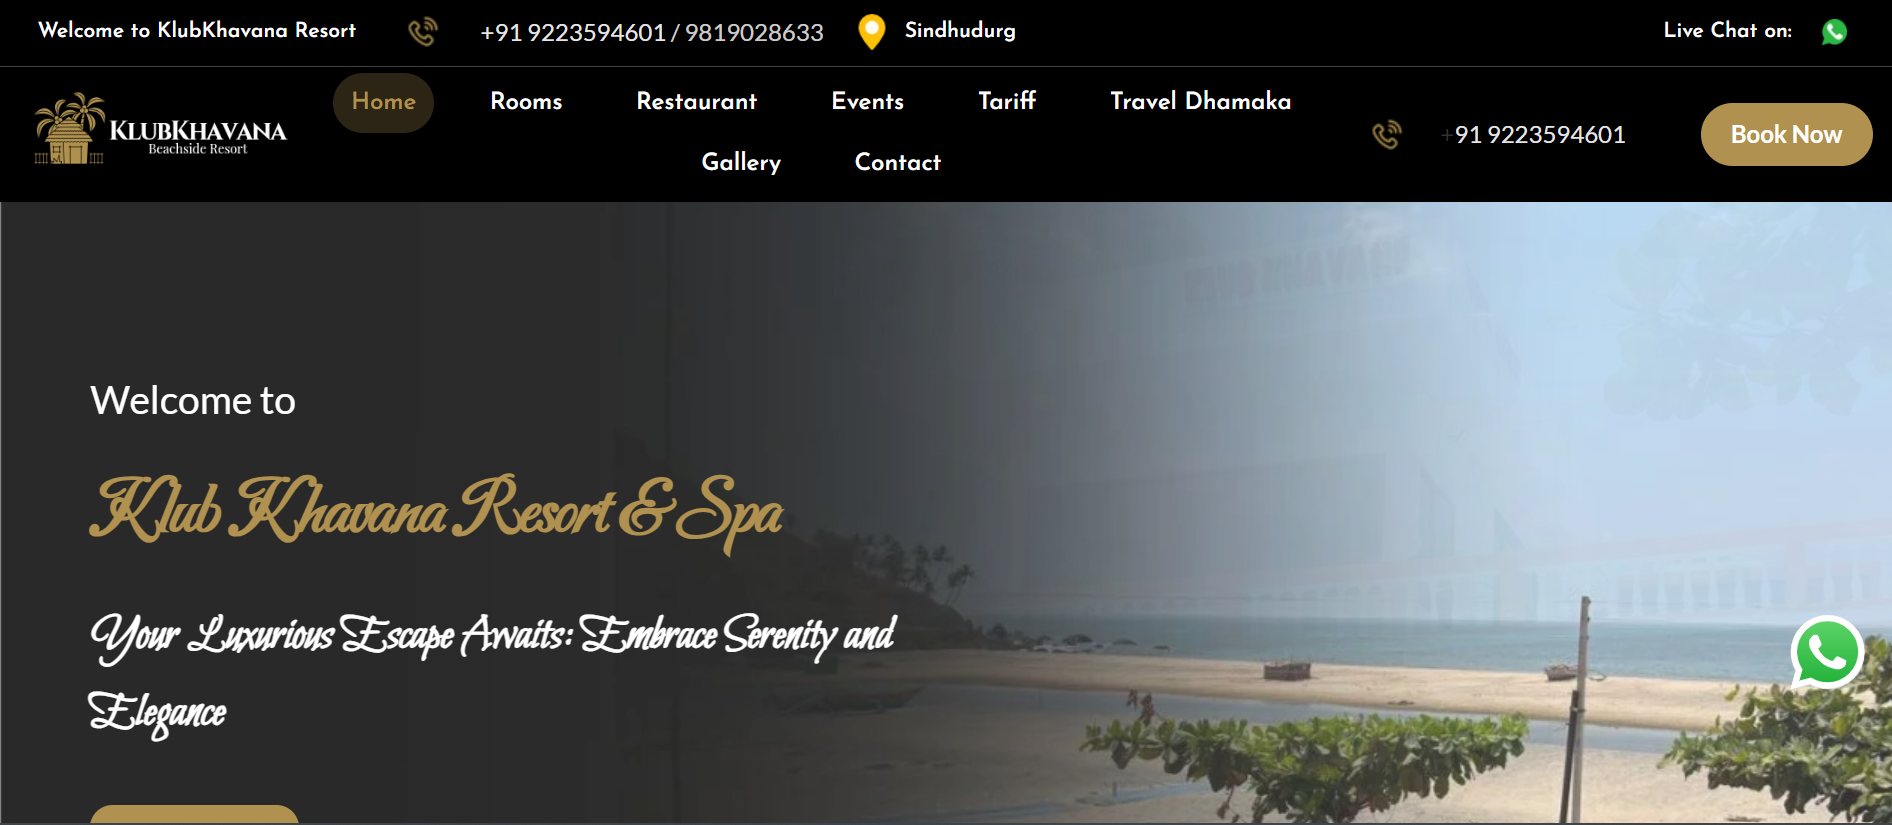 Welcome to KlubKhavana Resort
+91 9223594601 / 9819028633
Sindhudurg
Live Chat on:
KlubKhavana
Beachside Resort
Home Rooms Restaurant Events Tariff Travel Dhamaka
Gallery Contact
+91 9223594601
Book Now
Welcome to
Klub Khavana Resort & Spa
Your Luxurious Escape Awaits: Embrace Serenity and
Elegance